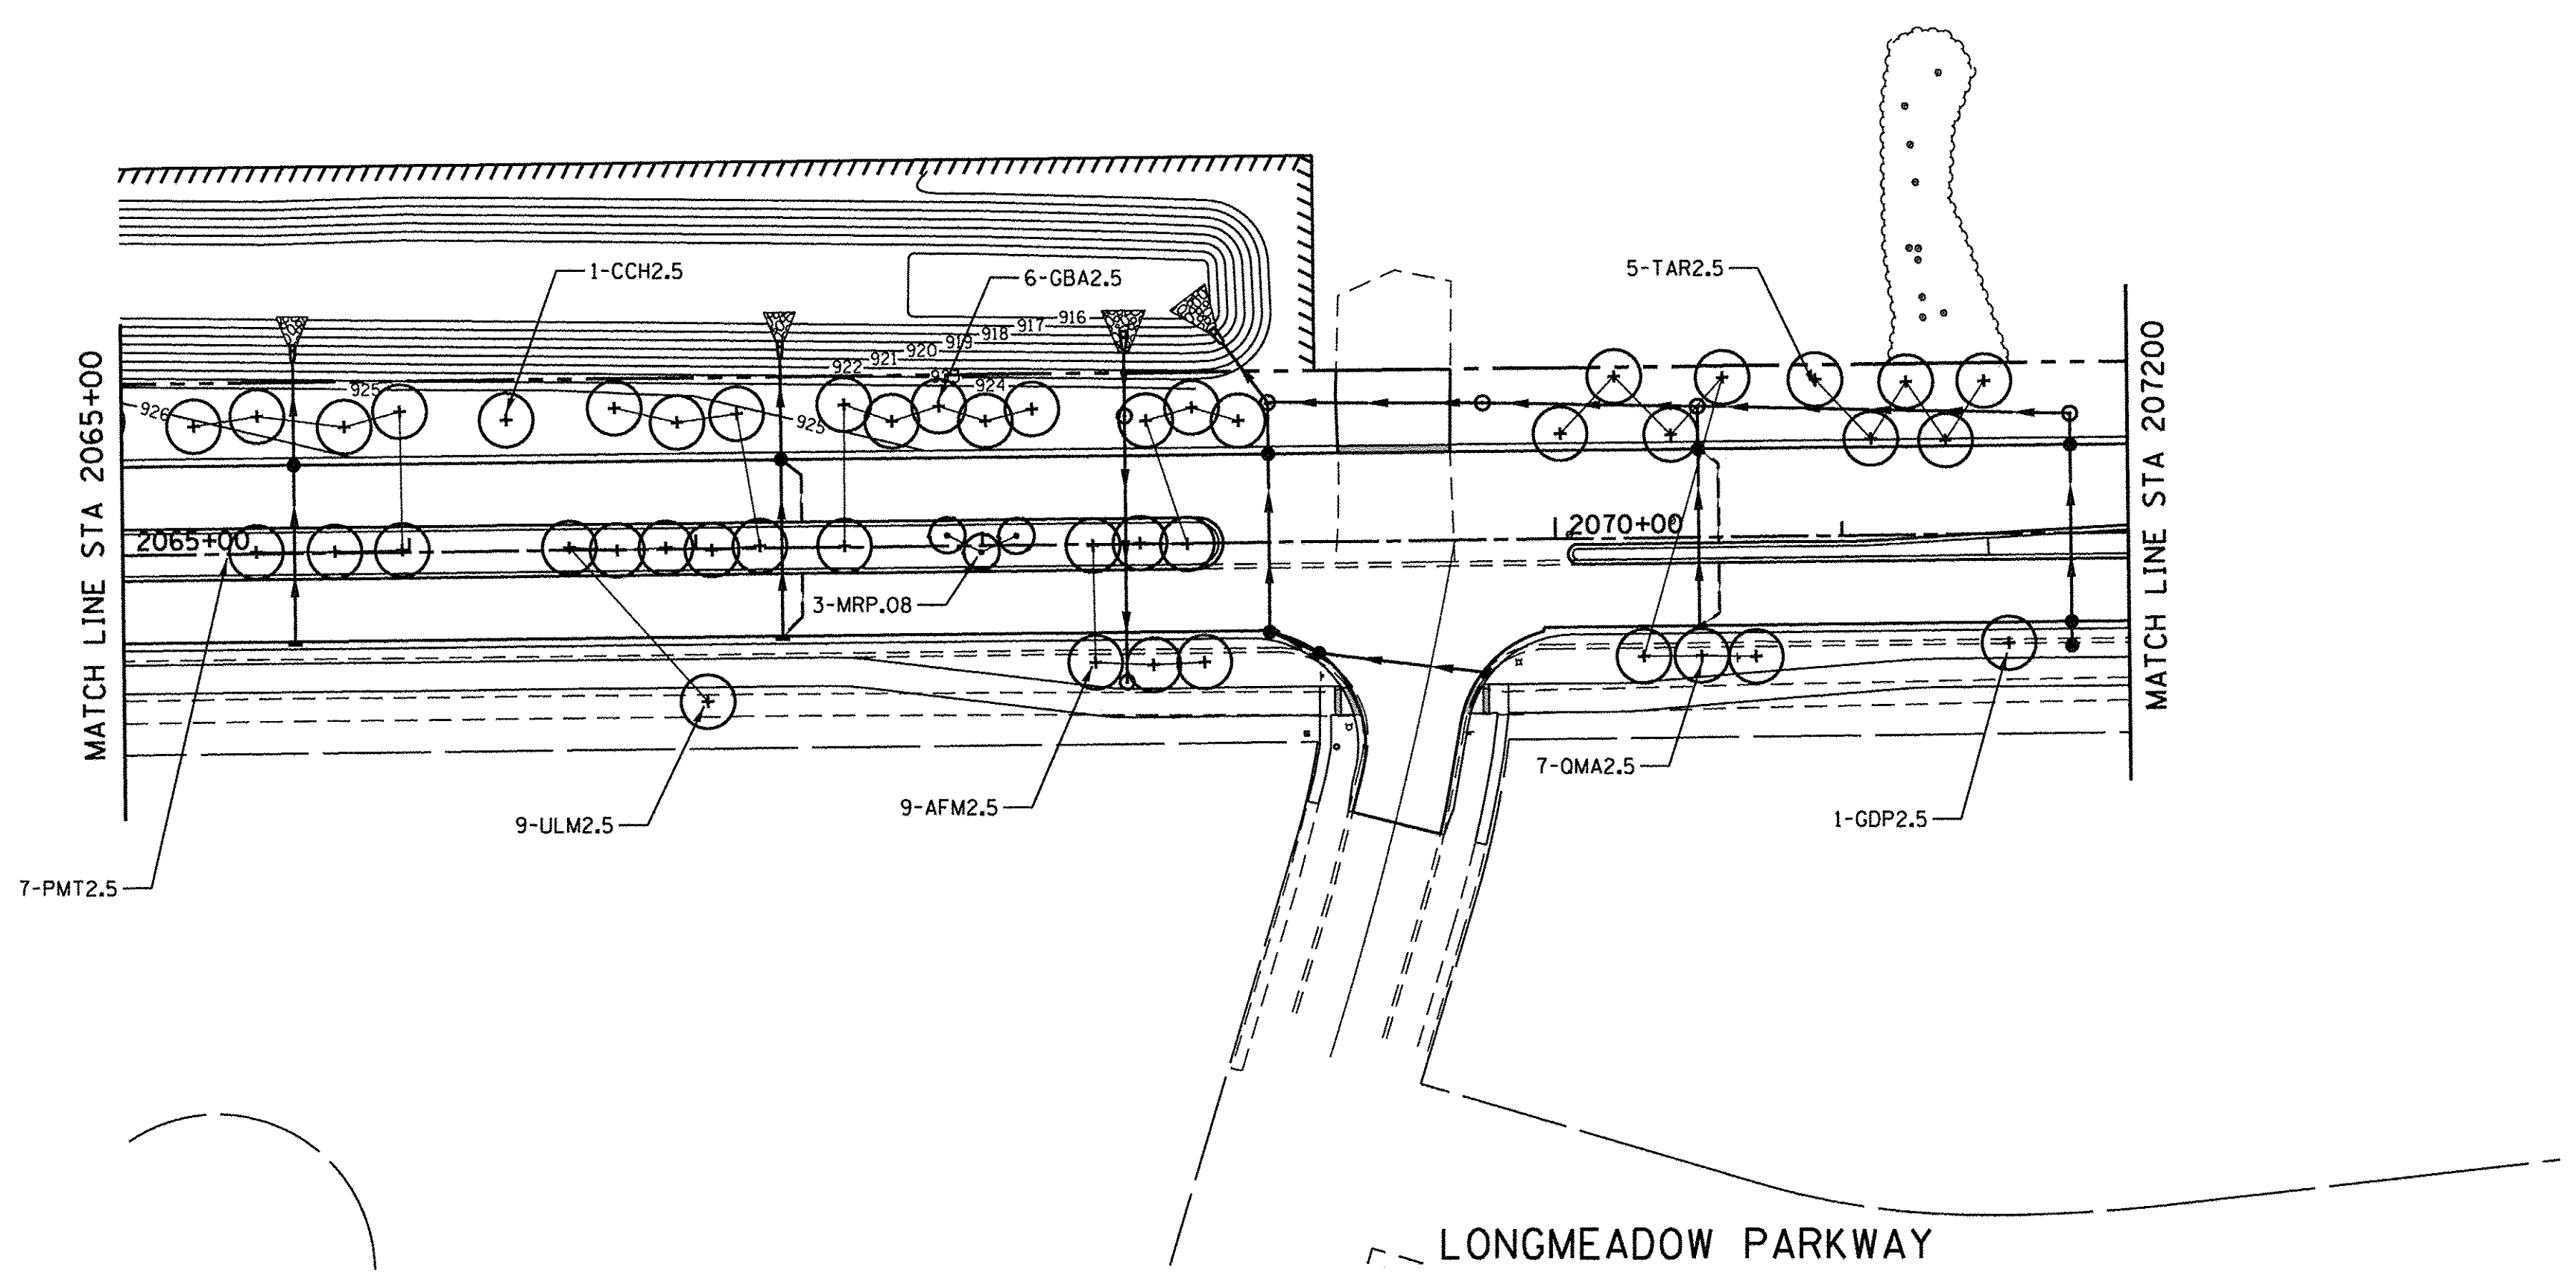 1-CCH2.5
6-GBA2.5
5-TAR2.5
916
917
918
919
920
921
922
923
924
925
926
925
MATCH LINE STA 2065+00
MATCH LINE STA 207200
2065+00
2070+00
3-MRP.08
7-QMA2.5
9-AFM2.5
9-ULM2.5
1-GDP2.5
7-PMT2.5
LONGMEADOW PARKWAY